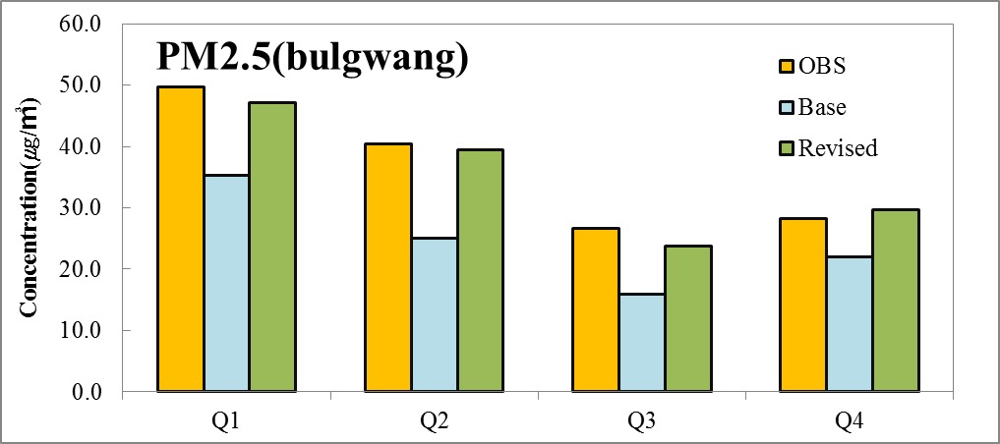 PM2.5(bulgwang)
Concentration(μg/㎥)
60.0
50.0
40.0
30.0
20.0
10.0
0.0
OBS
Base
Revised
Q1 Q2 Q3 Q4